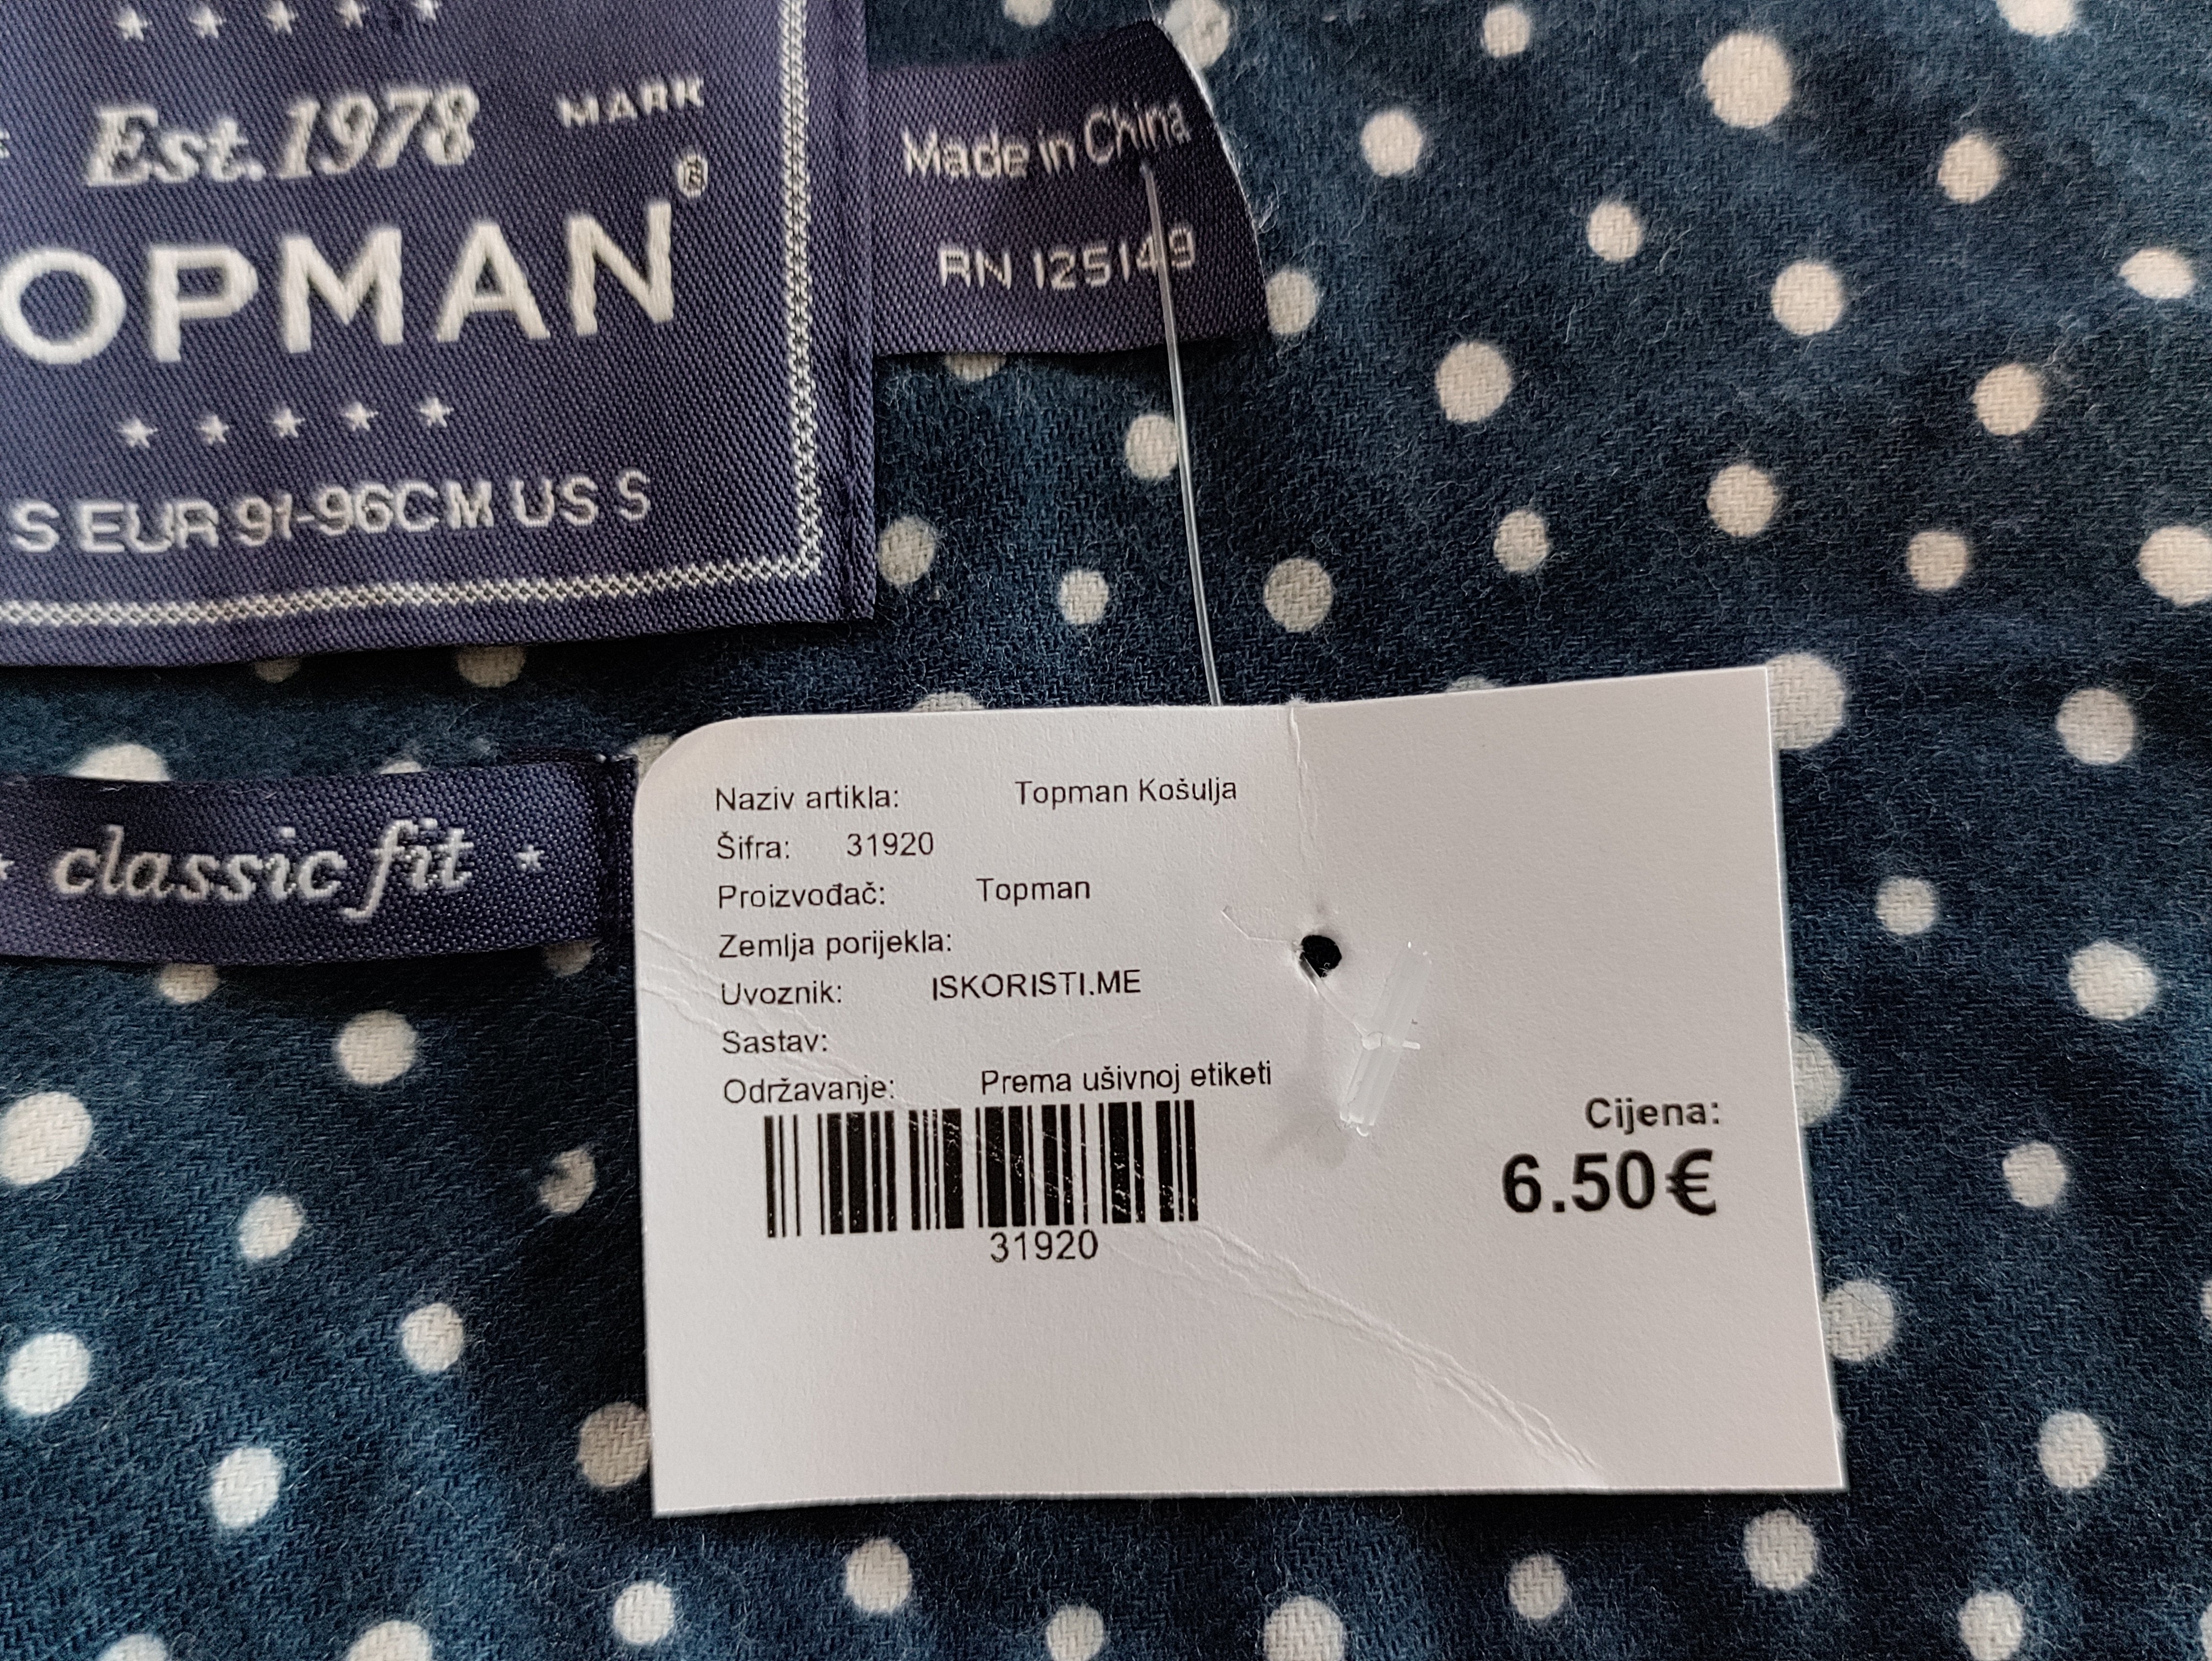 Est.1978
MARK
®
OPMAN
S EUR 91-96CM US S
Made in China
RN 125149
classic fit
Naziv artikla: Topman Košulja
Šifra: 31920
Proizvođač: Topman
Zemlja porijekla:
Uvoznik: ISKORISTI.ME
Sastav:
Održavanje: Prema ušivnoj etiketi
31920
Cijena:
6.50€